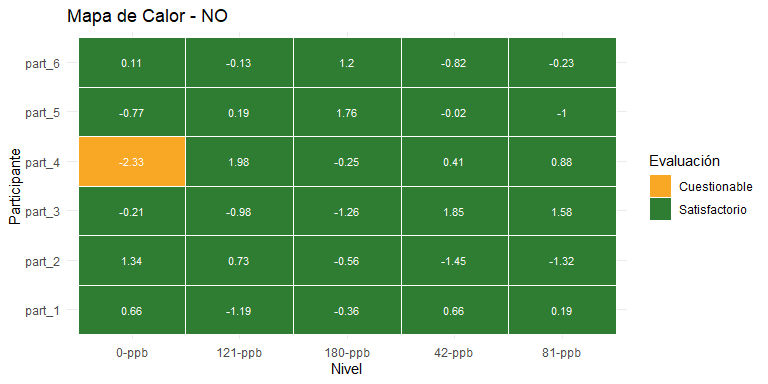 Mapa de Calor - NO
Participante
part_6 0.11 -0.13 1.2 -0.82 -0.23
part_5 -0.77 0.19 1.76 -0.02 -1
part_4 -2.33 1.98 -0.25 0.41 0.88
part_3 -0.21 -0.98 -1.26 1.85 1.58
part_2 1.34 0.73 -0.56 -1.45 -1.32
part_1 0.66 -1.19 -0.36 0.66 0.19
0-ppb 121-ppb 180-ppb 42-ppb 81-ppb
Nivel
Evaluación
Cuestionable
Satisfactorio